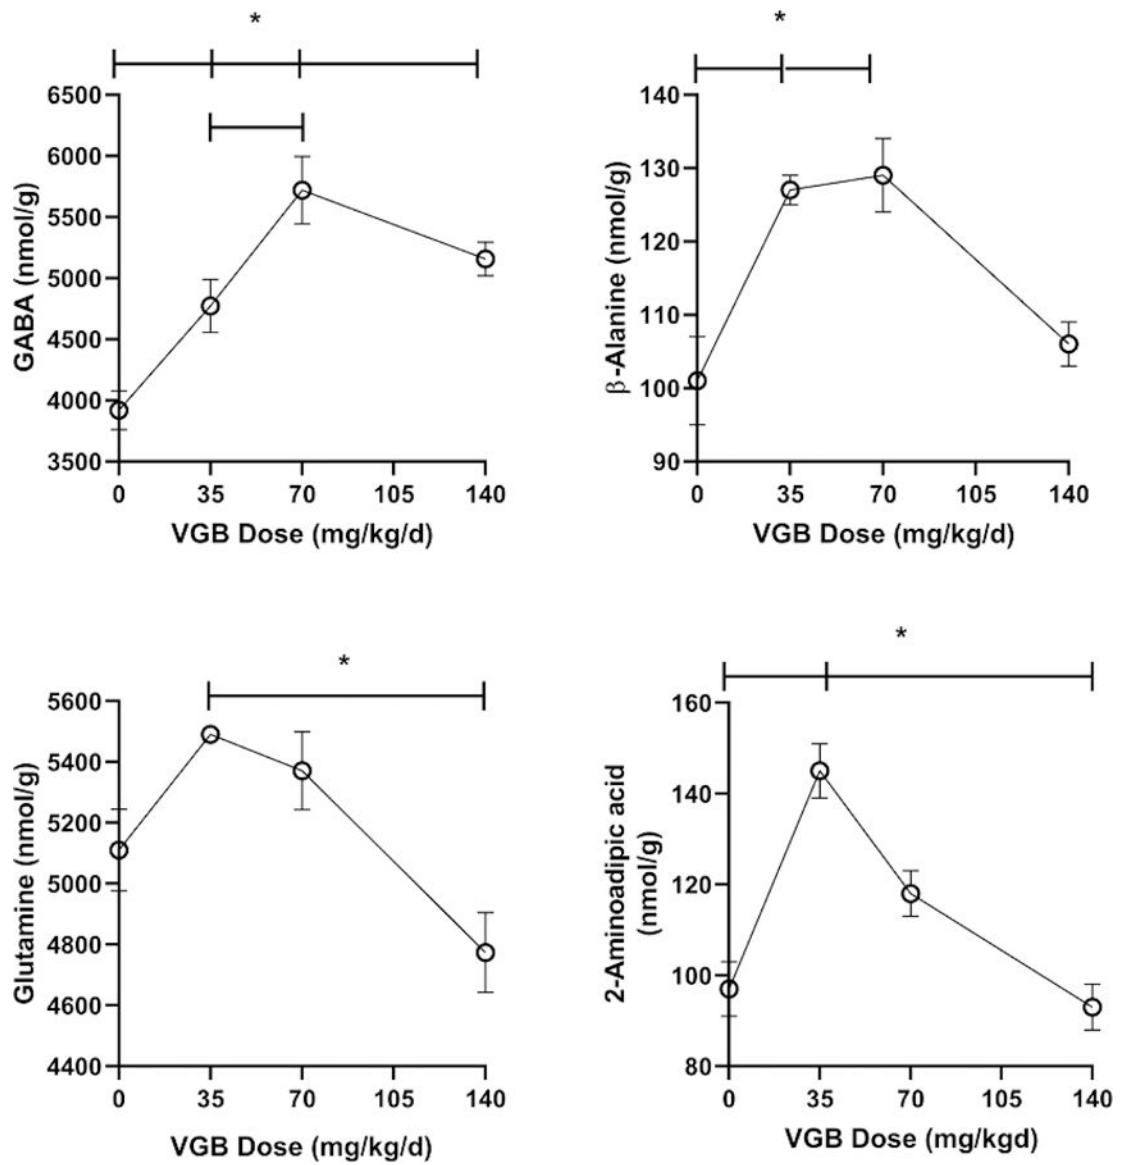 *
6500
6000
5500
5000
4500
4000
3500
GABA (nmol/g)
0 35 70 105 140
VGB Dose (mg/kg/d)
*
140
130
120
110
100
90
β-Alanine (nmol/g)
0 35 70 105 140
VGB Dose (mg/kg/d)
*
5600
5400
5200
5000
4800
4600
4400
Glutamine (nmol/g)
0 35 70 105 140
VGB Dose (mg/kg/d)
*
160
140
120
100
80
2-Aminoadipic acid
(nmol/g)
0 35 70 105 140
VGB Dose (mg/kgd)